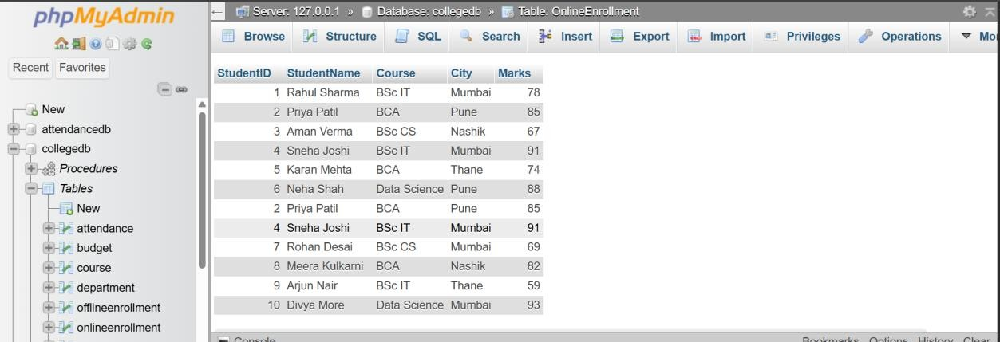 phpMyAdmin
Recent Favorites
New
attendancedb
collegedb
Procedures
Tables
New
attendance
budget
course
department
offlineenrollment
onlineenrollment
Server: 127.0.0.1 » Database: collegedb » Table: OnlineEnrollment
Browse Structure SQL Search Insert Export Import Privileges Operations Mo
StudentID StudentName Course City Marks
1 Rahul Sharma BSc IT Mumbai 78
2 Priya Patil BCA Pune 85
3 Aman Verma BSc CS Nashik 67
4 Sneha Joshi BSc IT Mumbai 91
5 Karan Mehta BCA Thane 74
6 Neha Shah Data Science Pune 88
2 Priya Patil BCA Pune 85
4 Sneha Joshi BSc IT Mumbai 91
7 Rohan Desai BSc CS Mumbai 69
8 Meera Kulkarni BCA Nashik 82
9 Arjun Nair BSc IT Thane 59
10 Divya More Data Science Mumbai 93
Console Bookmarks Options History Clear